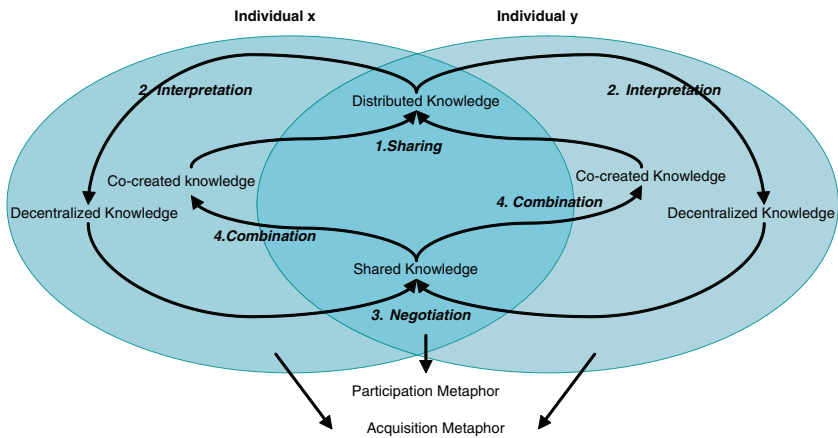 Individual x
Individual y
2. Interpretation
2. Interpretation
Distributed Knowledge
1.Sharing
Co-created knowledge
Co-created Knowledge
4. Combination
Decentralized Knowledge
Decentralized Knowledge
4.Combination
Shared Knowledge
3. Negotiation
Participation Metaphor
Acquisition Metaphor